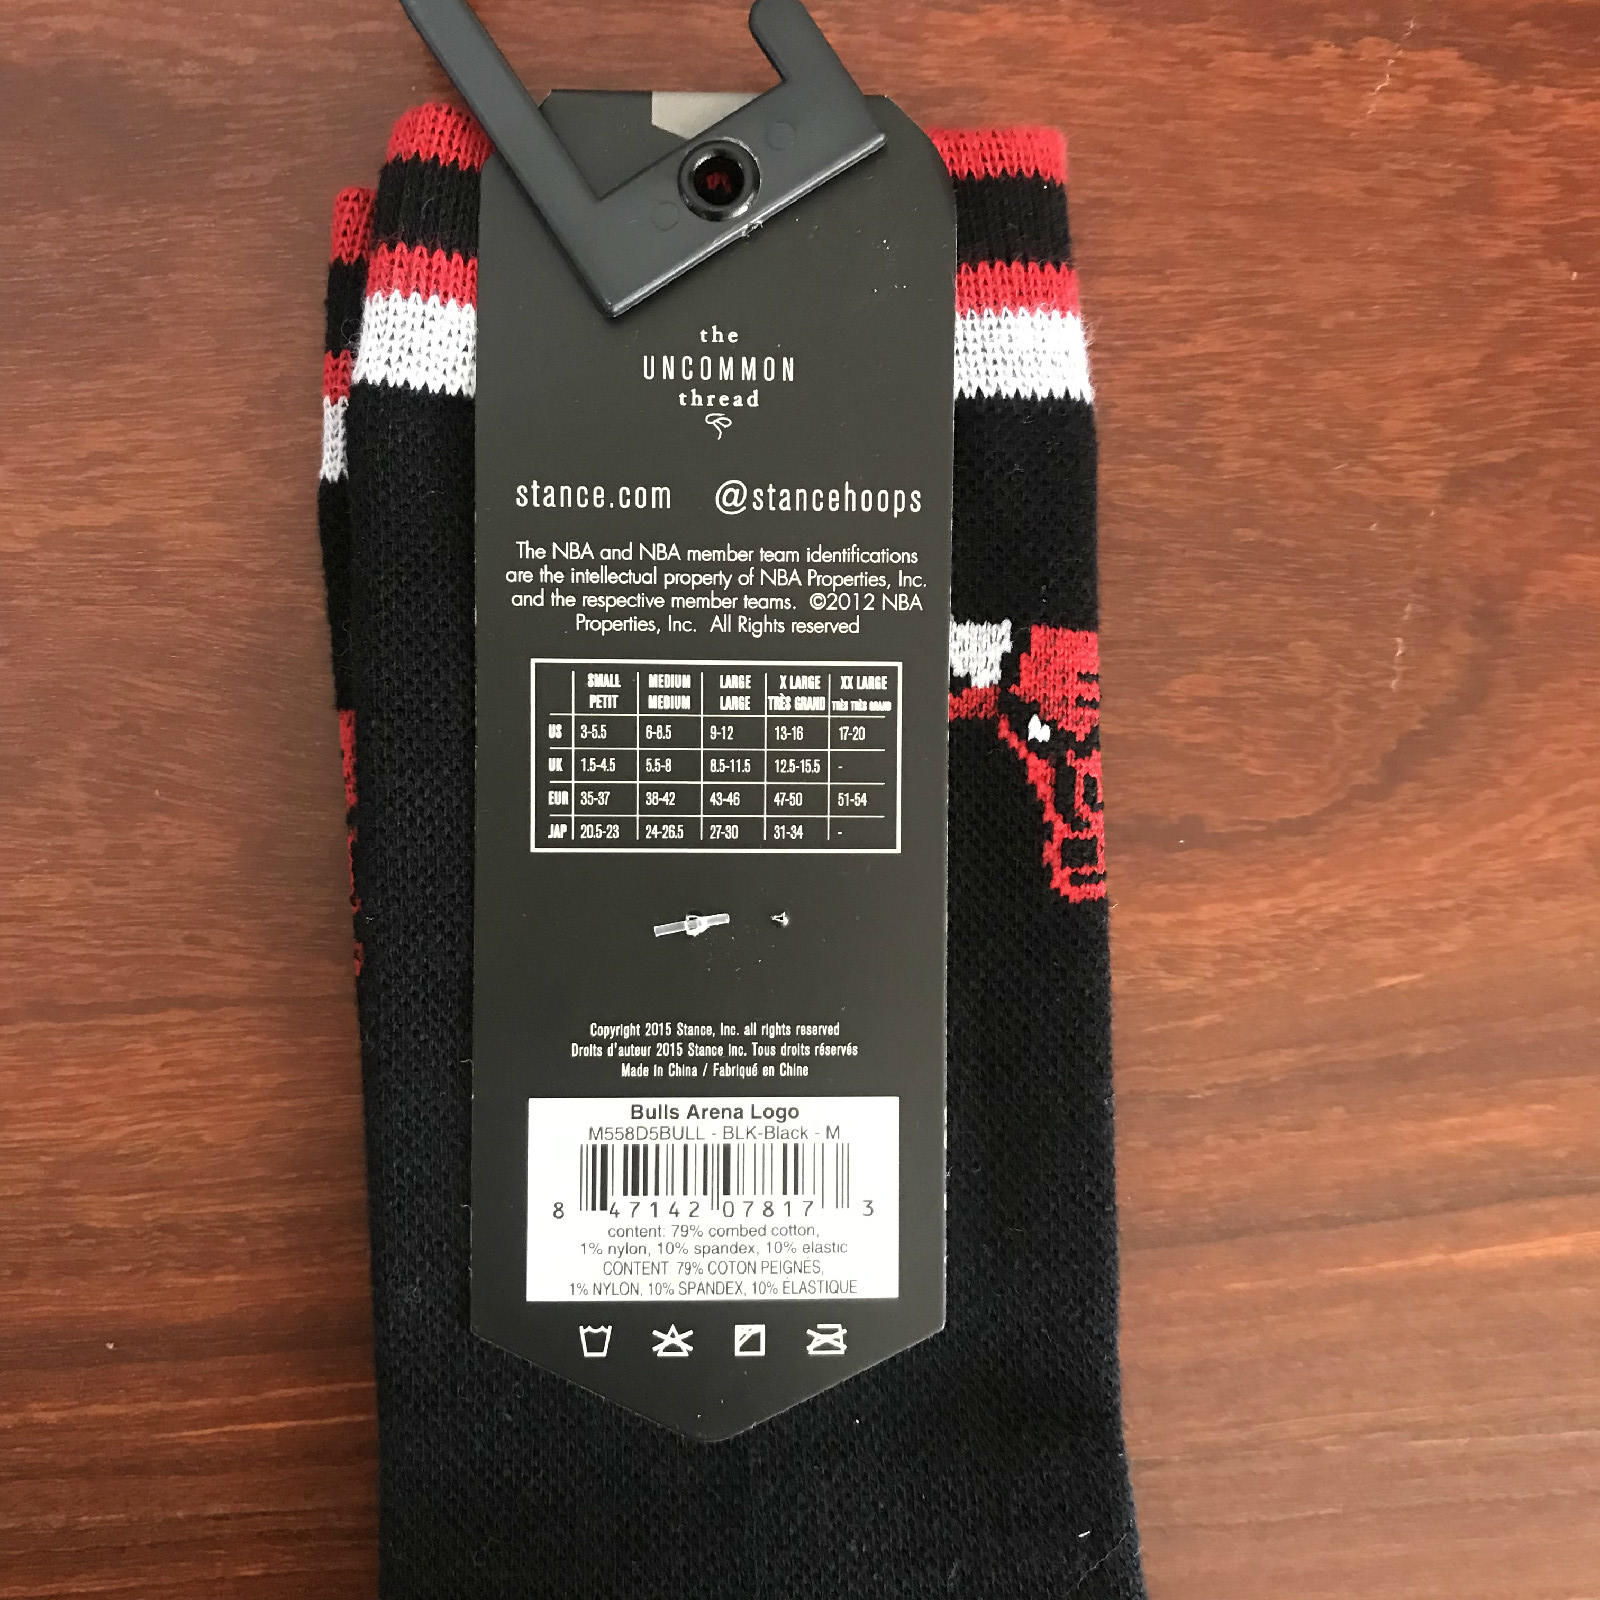 the
UNCOMMON
thread
stance.com @stancehoops
The NBA and NBA member team identifications
are the intellectual property of NBA Properties, Inc.
and the respective member teams. ©2012 NBA
Properties, Inc. All Rights reserved
SMALL MEDIUM LARGE X LARGE XX LARGE
PETIT MEDIUM LARGE TRÈS GRAND TRÈS TRÈS GRAND
US 3-5.5 6-8.5 9-12 13-16 17-20
UK 1.5-4.5 5.5-8 8.5-11.5 12.5-15.5 -
EUR 35-37 38-42 43-46 47-50 51-54
JAP 20.5-23 24-26.5 27-30 31-34 -
Copyright 2015 Stance, Inc. all rights reserved
Droits d'auteur 2015 Stance Inc. Tous droits réservés
Made in China / Fabriqué en Chine
Bulls Arena Logo
M558D5BULL - BLK-Black - M
8 47142 07817 3
content: 79% combed cotton,
1% nylon, 10% spandex, 10% elastic
CONTENT 79% COTON PEIGNÉS,
1% NYLON, 10% SPANDEX, 10% ÉLASTIQUE